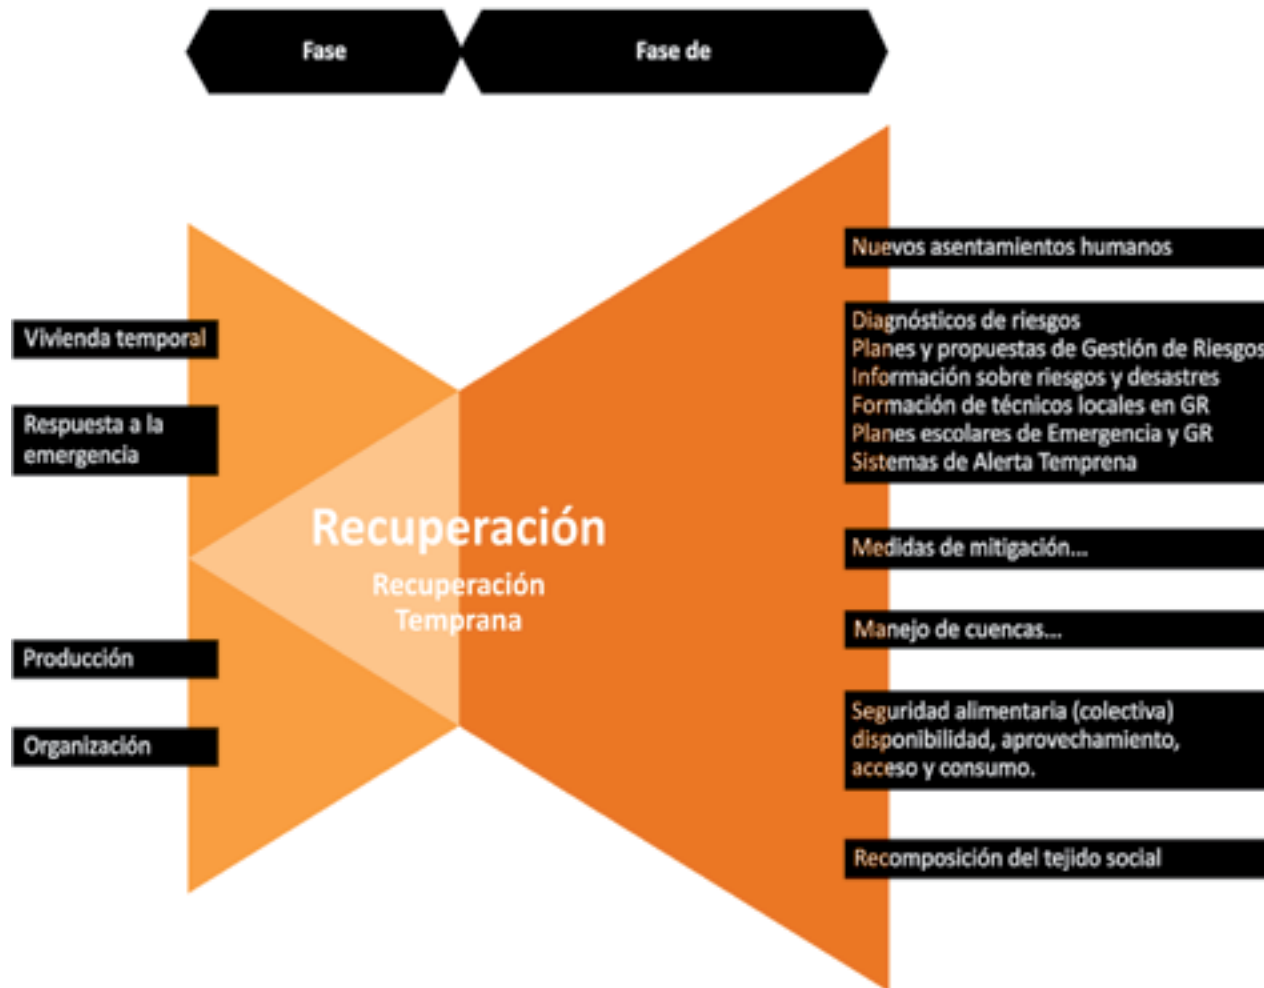 Fase
Fase de
Vivienda temporal
Respuesta a la
emergencia
Producción
Organización
Recuperación
Recuperación
Temprana
Nuevos asentamientos humanos
Diagnósticos de riesgos
Planes y propuestas de Gestión de Riesgos
Información sobre riesgos y desastres
Formación de técnicos locales en GR
Planes escolares de Emergencia y GR
Sistemas de Alerta Temprena
Medidas de mitigación...
Manejo de cuencas...
Seguridad alimentaria (colectiva)
disponibilidad, aprovechamiento,
acceso y consumo.
Recomposición del tejido social